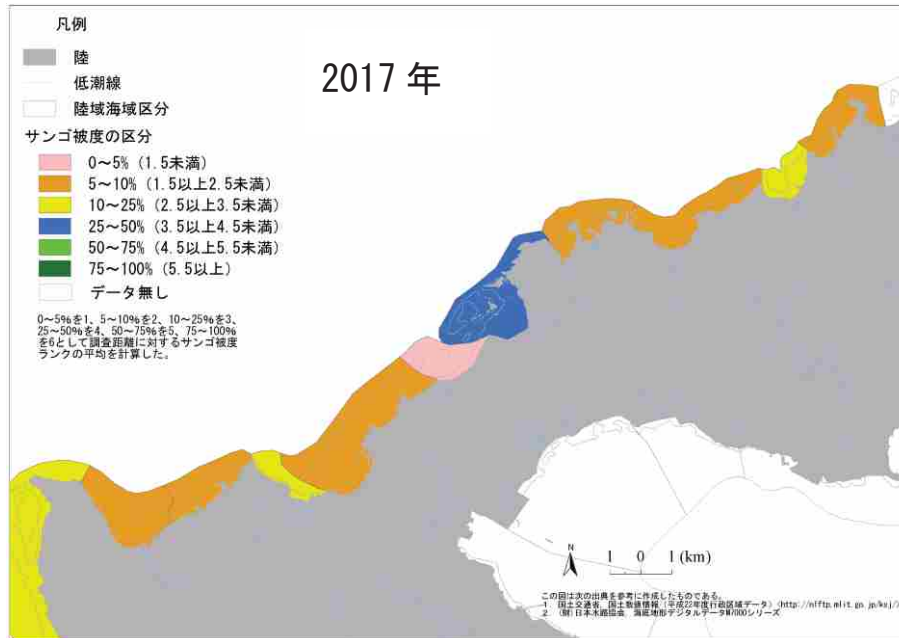 凡例
2017 年
陸
低潮線
陸域海域区分
サンゴ被度の区分
0～5% (1.5未満)
5～10% (1.5以上2.5未満)
10～25% (2.5以上3.5未満)
25～50% (3.5以上4.5未満)
50～75% (4.5以上5.5未満)
75～100% (5.5以上)
データ無し
0～5%を1、5～10%を2、10～25%を3、
25～50%を4、50～75%を5、75～100%
を6として調査距離に対するサンゴ被度
ランクの平均を計算した。
N
1 0 1 (km)
この図は次の出典を参考に作成したものである。
1. 国土交通省 国土数値情報（平成22年度行政区域データ）(http://nlftp.mlit.go.jp/ksj/)
2. (財)日本水路協会 海底地形デジタルデータM7000シリーズ